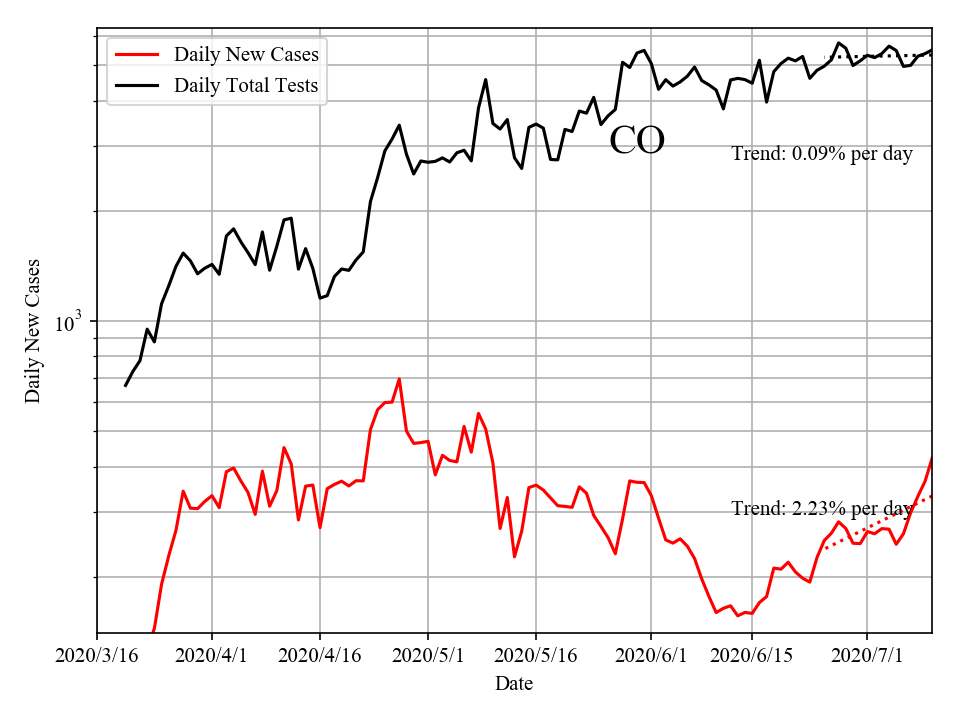 Daily New Cases
Daily Total Tests
CO
Trend: 0.09% per day
Daily New Cases
10³
Trend: 2.23% per day
2020/3/16 2020/4/1 2020/4/16 2020/5/1 2020/5/16 2020/6/1 2020/6/15 2020/7/1
Date